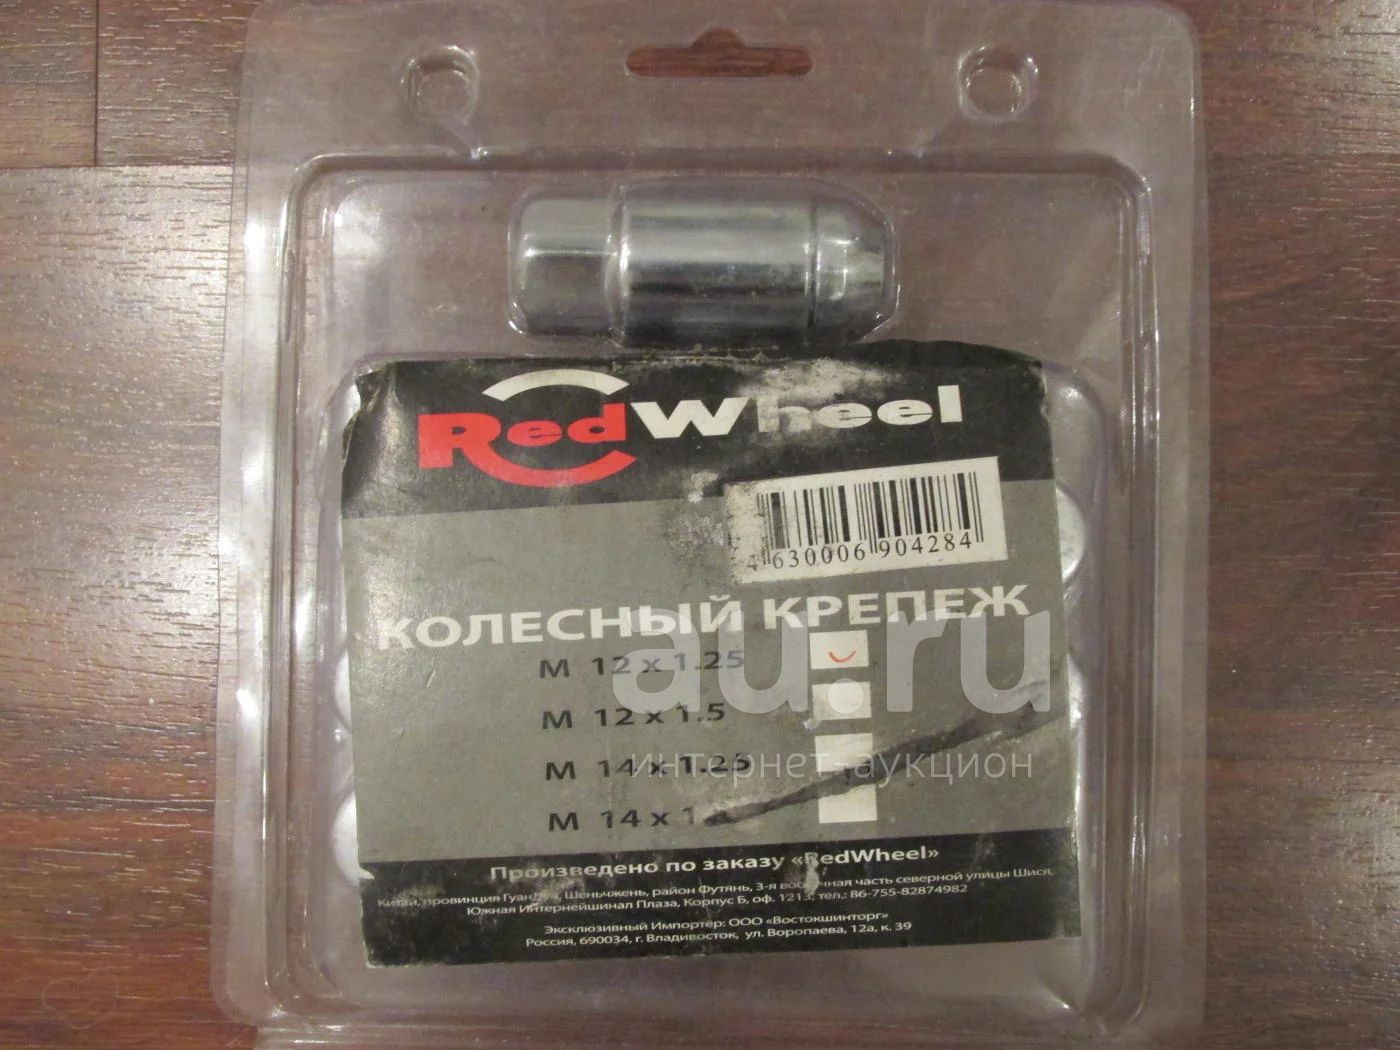 RedWheel
4 630006 904284
КОЛЕСНЫЙ КРЕПЕЖ
М 12 x 1.25
М 12 x 1.5
М 14 x 1.25
М 14 x 1.
au.ru
интернет-аукцион
Произведено по заказу «RedWheel»
Китай, провинция Гуандун, Шеньчжень, район Футянь, 3-я восточная часть северной улицы Шися,
Южная Интернейшинал Плаза, Корпус Б, оф. 1213, тел.: 86-755-82874982
Эксклюзивный Импортер: ООО «Востокшинторг»
Россия, 690034, г. Владивосток, ул. Воропаева, 12а, к. 39